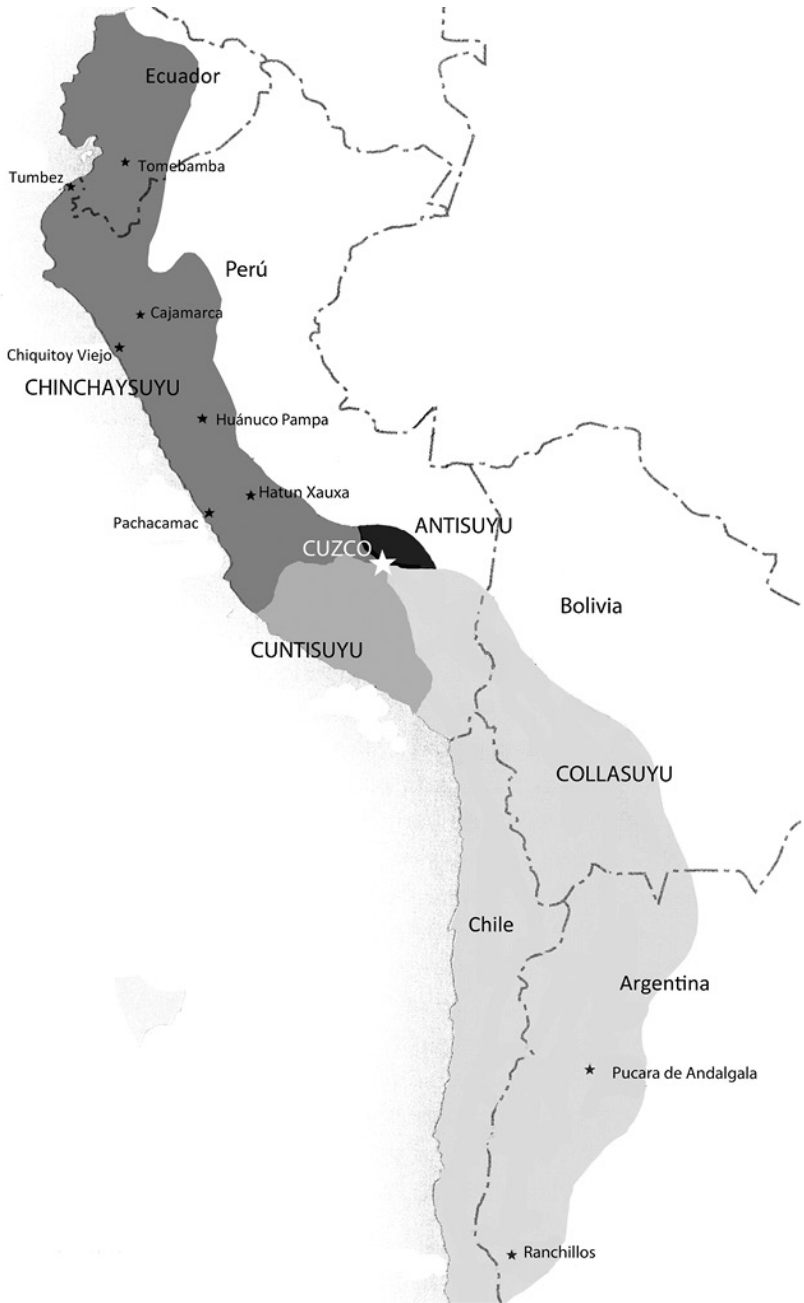 Ecuador
Tomebamba
Tumbez
Perú
Cajamarca
Chiquitoy Viejo
CHINCHAYSUYU
Huánuco Pampa
Hatun Xauxa
Pachacamac
ANTISUYU
CUZCO
Bolivia
CUNTISUYU
COLLASUYU
Chile
Argentina
Pucara de Andalgala
Ranchillos